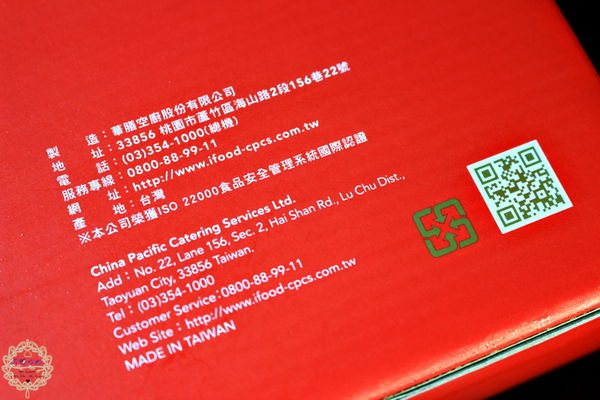 製造：華膳空廚股份有限公司
地址：33856 桃園市蘆竹區海山路2段156巷22號
電話：(03)354-1000(總機)
服務專線：0800-88-99-11
網址：http://www.ifood-cpcs.com.tw
產地：台灣
※本公司榮獲ISO 22000食品安全管理系統國際認證
China Pacific Catering Services Ltd.
Add：No. 22, Lane 156, Sec. 2, Hai Shan Rd., Lu Chu Dist.,
Taoyuan City, 33856 Taiwan.
Tel：(03)354-1000
Customer Service：0800-88-99-11
Web Site：http://www.ifood-cpcs.com.tw
MADE IN TAIWAN